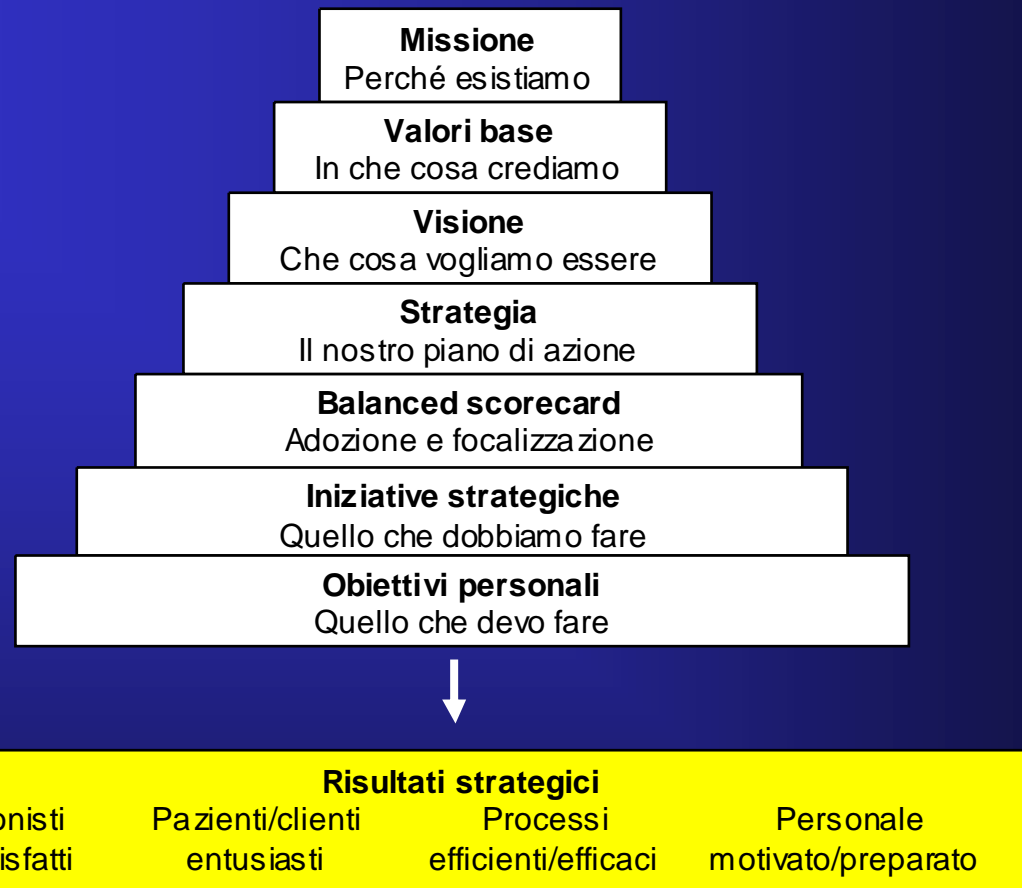 Missione
Perché esistiamo
Valori base
In che cosa crediamo
Visione
Che cosa vogliamo essere
Strategia
Il nostro piano di azione
Balanced scorecard
Adozione e focalizzazione
Iniziative strategiche
Quello che dobbiamo fare
Obiettivi personali
Quello che devo fare
Risultati strategici
Pazienti/clienti Processi Personale
entusiasti efficienti/efficaci motivato/preparato